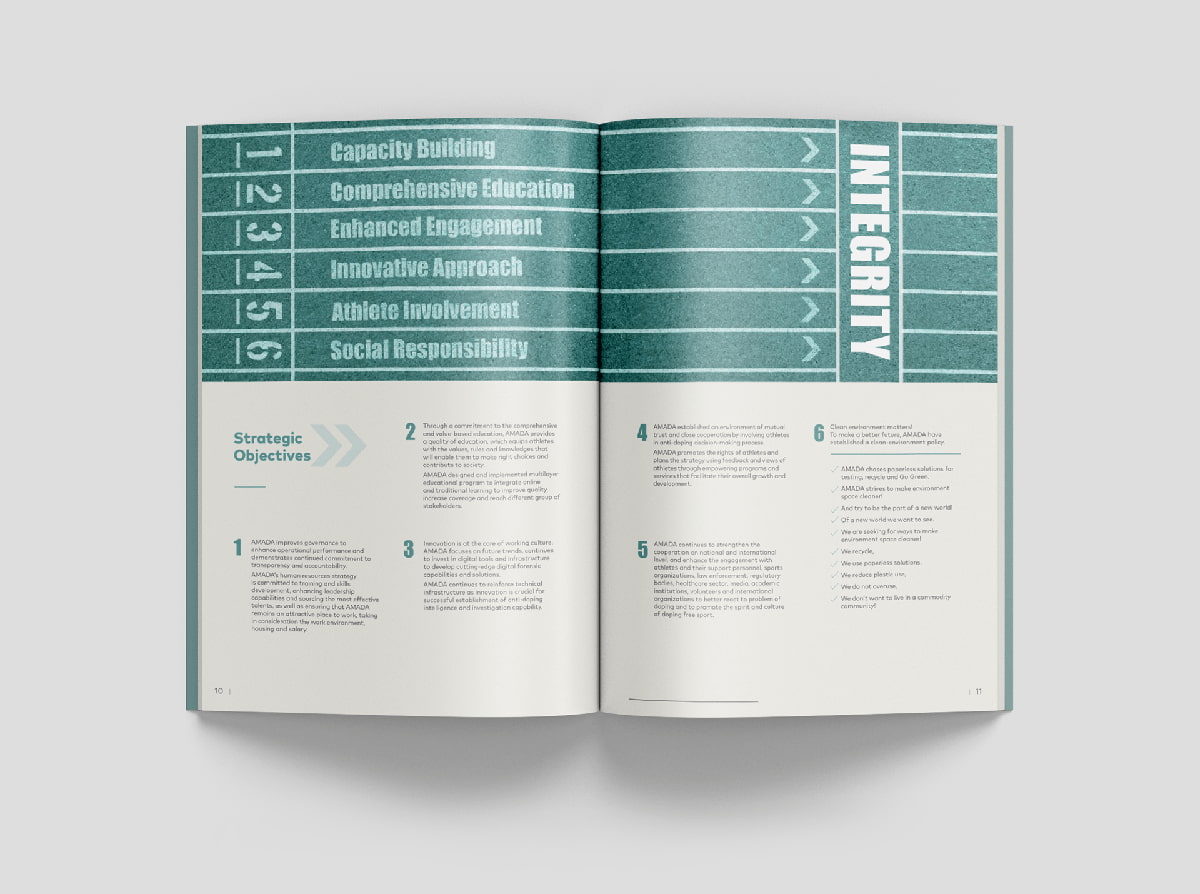 1
Capacity Building
2
Comprehensive Education
3
Enhanced Engagement
4
Innovative Approach
5
Athlete Involvement
6
Social Responsibility
INTEGRITY
Strategic
Objectives
1
AMADA improves governance to
enhance operational performance and
demonstrates continued commitment to
transparency and accountability.
AMADA's human resources strategy
is committed to training and skills
development, enhancing leadership
capabilities and sourcing the most effective
talents, as well as ensuring that AMADA
remains an attractive place to work, taking
in consideration the work environment,
housing and salary.
2
Through a commitment to the comprehensive
and value-based education, AMADA provides
a quality of education, which equips athletes
with the values, rules and knowledges that
will enable them to make right choices and
contribute to society.
AMADA designed and implemented multilayer
educational program to integrate online
and traditional learning to improve quality,
increase coverage and reach different group of
stakeholders.
3
Innovation is at the core of working culture.
AMADA focuses on future trends, continues
to invest in digital tools and infrastructure
to develop cutting-edge digital forensic
capabilities and solutions.
AMADA continues to reinforce technical
infrastructure as innovation is crucial for
successful establishment of anti-doping
intelligence and investigation capability.
10 |
4
AMADA established an environment of mutual
trust and close cooperation by involving athletes
in anti-doping decision-making process.
AMADA promotes the rights of athletes and
plans the strategy using feedback and views of
athletes through empowering programs and
services that facilitate their overall growth and
development.
5
AMADA continues to strengthen the
cooperation on national and international
level, and enhance the engagement with
athletes and their support personnel, sports
organizations, law enforcement, regulatory
bodies, healthcare sector, media, academic
institutions, volunteers and international
organizations to better react to problem of
doping and to promote the spirit and culture
of doping free sport.
6
Clean environment matters!
To make a better future, AMADA have
established a clean environment policy.
AMADA choses paperless solutions for
testing, recycle and Go Green.
AMADA strives to make environment
space cleaner!
And try to be the part of a new world!
Of a new world we want to see.
We are seeking for ways to make
environment space cleaner!
We recycle,
We use paperless solutions.
We reduce plastic use,
We do not overuse.
We don't want to live in a commodity
community!
| 11